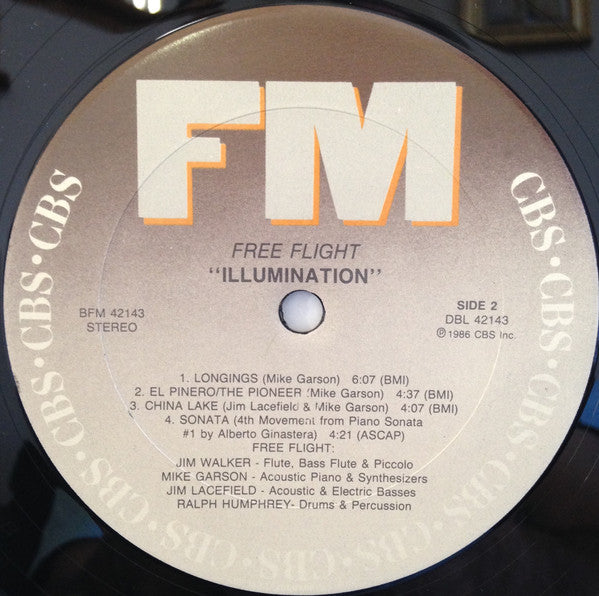 FM
FREE FLIGHT
"ILLUMINATION"
BFM 42143
STEREO
SIDE 2
DBL 42143
℗1986 CBS Inc.
1. LONGINGS (Mike Garson) 6:07 (BMI)
2. EL PINERO/THE PIONEER (Mike Garson) 4:37 (BMI)
3. CHINA LAKE (Jim Lacefield & Mike Garson) 4:07 (BMI)
4. SONATA (4th Movement from Piano Sonata
#1 by Alberto Ginastera) 4:21 (ASCAP)
FREE FLIGHT:
JIM WALKER - Flute, Bass Flute & Piccolo
MIKE GARSON - Acoustic Piano & Synthesizers
JIM LACEFIELD - Acoustic & Electric Basses
RALPH HUMPHREY- Drums & Percussion
CBS·CBS·CBS·CBS·CBS·CBS·CBS·CBS·CBS·CBS